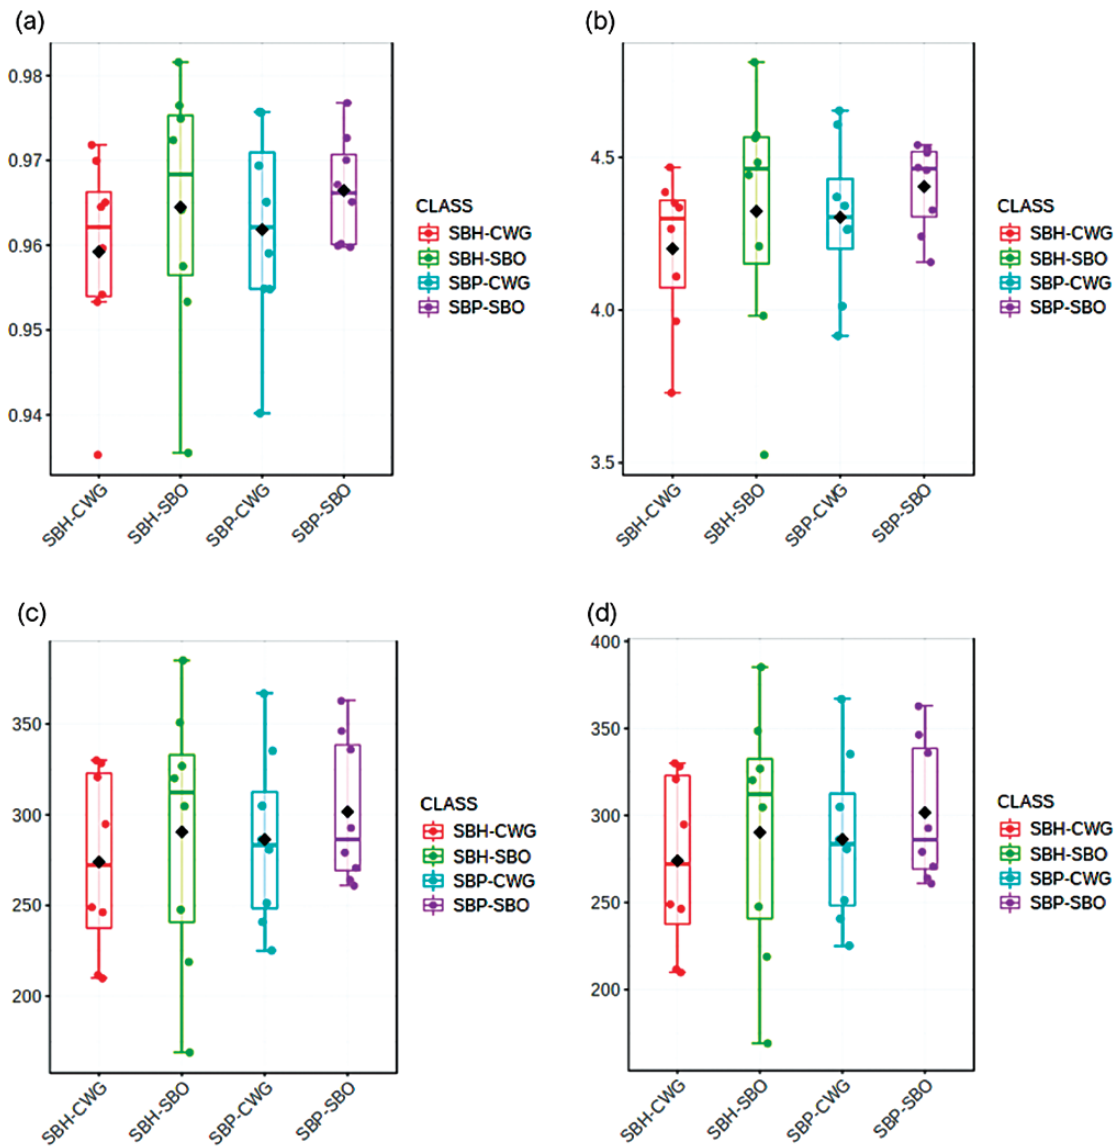 (a)
0.98
0.97
0.96
0.95
0.94
SBH-CWG
SBH-SBO
SBP-CWG
SBP-SBO
CLASS
SBH-CWG
SBH-SBO
SBP-CWG
SBP-SBO
(b)
4.5
4.0
3.5
SBH-CWG
SBH-SBO
SBP-CWG
SBP-SBO
CLASS
SBH-CWG
SBH-SBO
SBP-CWG
SBP-SBO
(c)
350
300
250
200
SBH-CWG
SBH-SBO
SBP-CWG
SBP-SBO
CLASS
SBH-CWG
SBH-SBO
SBP-CWG
SBP-SBO
(d)
400
350
300
250
200
SBH-CWG
SBH-SBO
SBP-CWG
SBP-SBO
CLASS
SBH-CWG
SBH-SBO
SBP-CWG
SBP-SBO